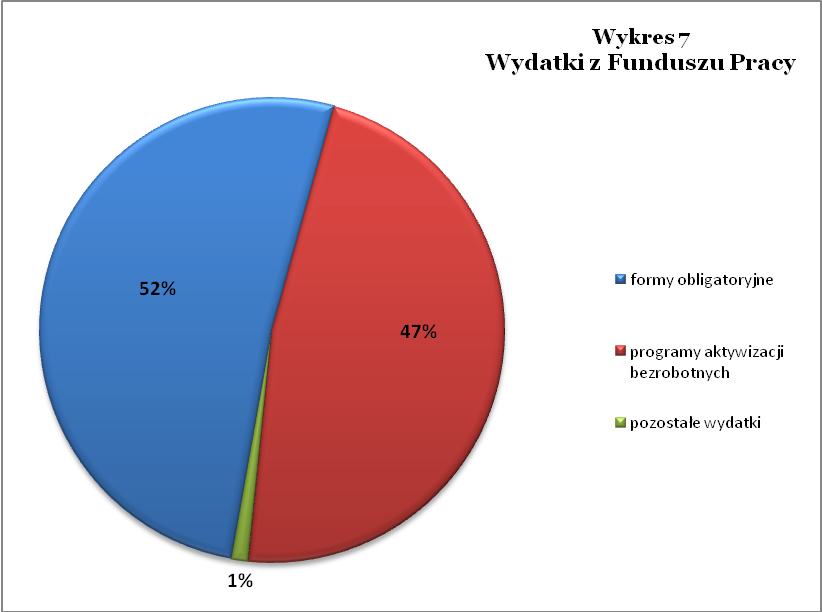 Wykres 7
Wydatki z Funduszu Pracy
52%
47%
1%
formy obligatoryjne
programy aktywizacji
bezrobotnych
pozostałe wydatki